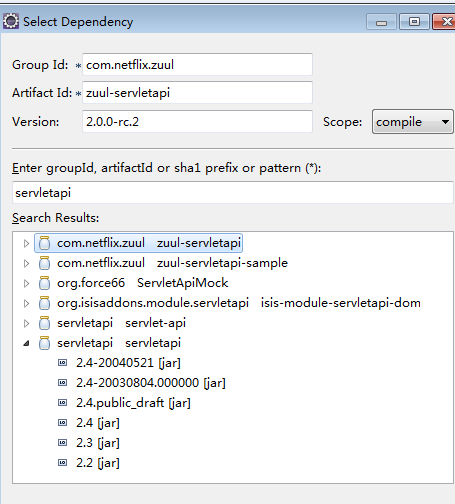 Select Dependency
Group Id: * com.netflix.zuul
Artifact Id: * zuul-servletapi
Version: 2.0.0-rc.2 Scope: compile
Enter groupId, artifactId or sha1 prefix or pattern (*):
servletapi
Search Results:
com.netflix.zuul zuul-servletapi
com.netflix.zuul zuul-servletapi-sample
org.force66 ServletApiMock
org.isisaddons.module.servletapi isis-module-servletapi-dom
servletapi servlet-api
servletapi servletapi
2.4-20040521 [jar]
2.4-20030804.000000 [jar]
2.4.public_draft [jar]
2.4 [jar]
2.3 [jar]
2.2 [jar]